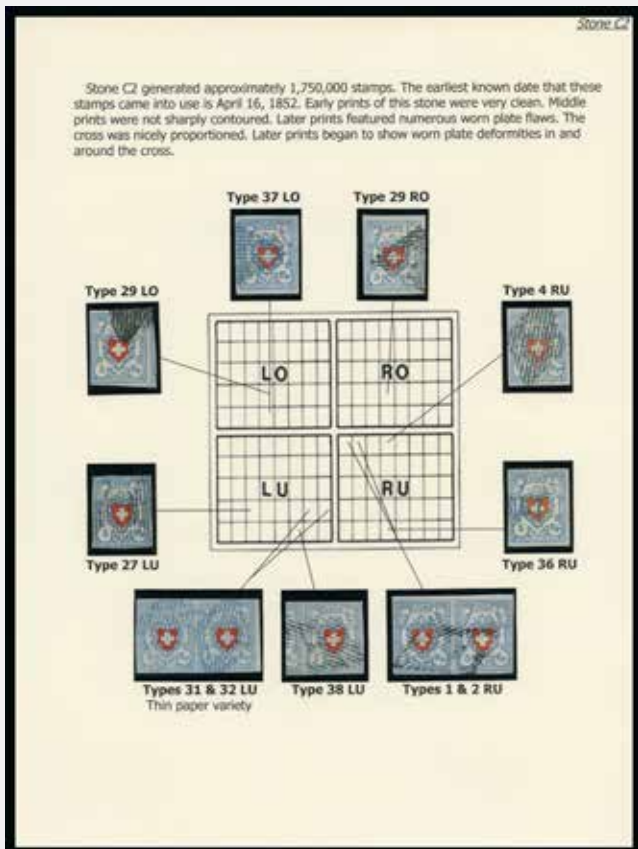 Stone C2
Stone C2 generated approximately 1,750,000 stamps. The earliest known date that these
stamps came into use is April 16, 1852. Early prints of this stone were very clean. Middle
prints were not sharply contoured. Later prints featured numerous worn plate flaws. The
cross was nicely proportioned. Later prints began to show worn plate deformities in and
around the cross.
Type 37 LO
Type 29 RO
Type 29 LO
Type 4 RU
LO
RO
LU
RU
Type 27 LU
Type 36 RU
Types 31 & 32 LU
Thin paper variety
Type 38 LU
Types 1 & 2 RU